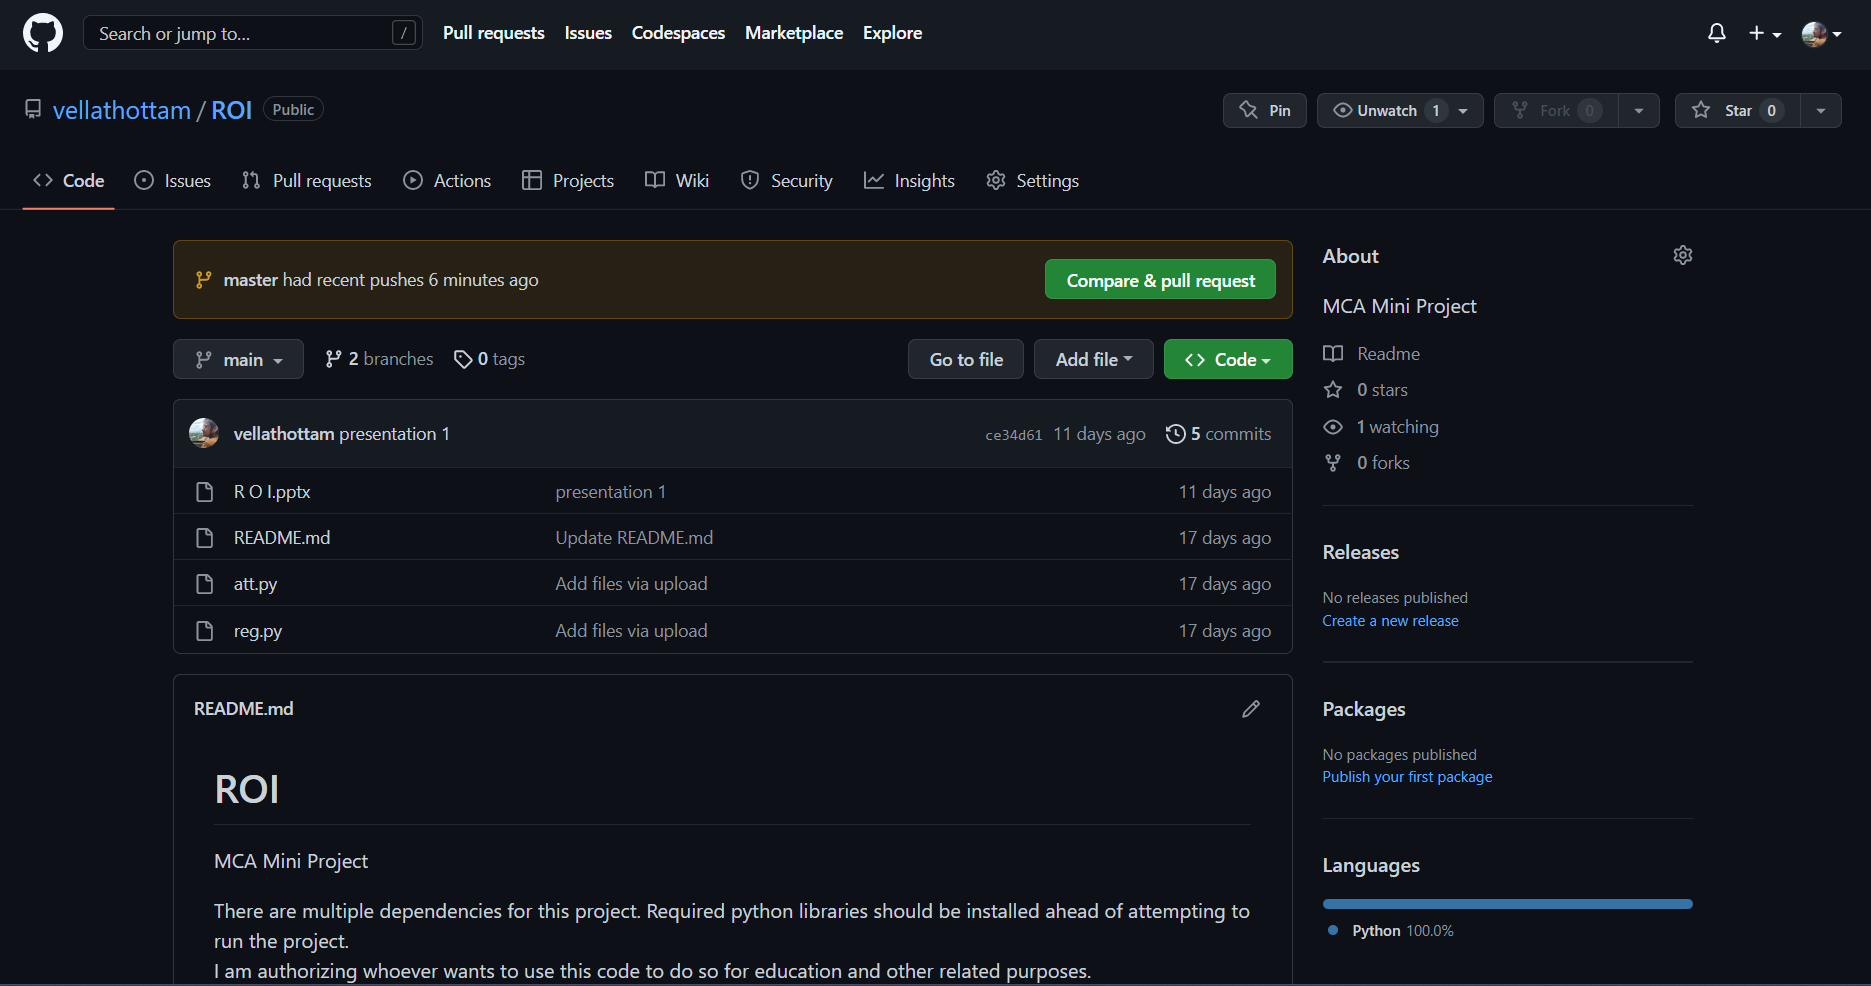 Search or jump to... /
Pull requests Issues Codespaces Marketplace Explore
vellathottam / ROI Public
Pin Unwatch 1 Fork 0 Star 0
Code Issues Pull requests Actions Projects Wiki Security Insights Settings
master had recent pushes 6 minutes ago Compare & pull request
main 2 branches 0 tags Go to file Add file Code
vellathottam presentation 1 ce34d61 11 days ago 5 commits
R O I.pptx presentation 1 11 days ago
README.md Update README.md 17 days ago
att.py Add files via upload 17 days ago
reg.py Add files via upload 17 days ago
README.md
ROI
MCA Mini Project
There are multiple dependencies for this project. Required python libraries should be installed ahead of attempting to
run the project.
I am authorizing whoever wants to use this code to do so for education and other related purposes.
About
MCA Mini Project
Readme
0 stars
1 watching
0 forks
Releases
No releases published
Create a new release
Packages
No packages published
Publish your first package
Languages
Python 100.0%